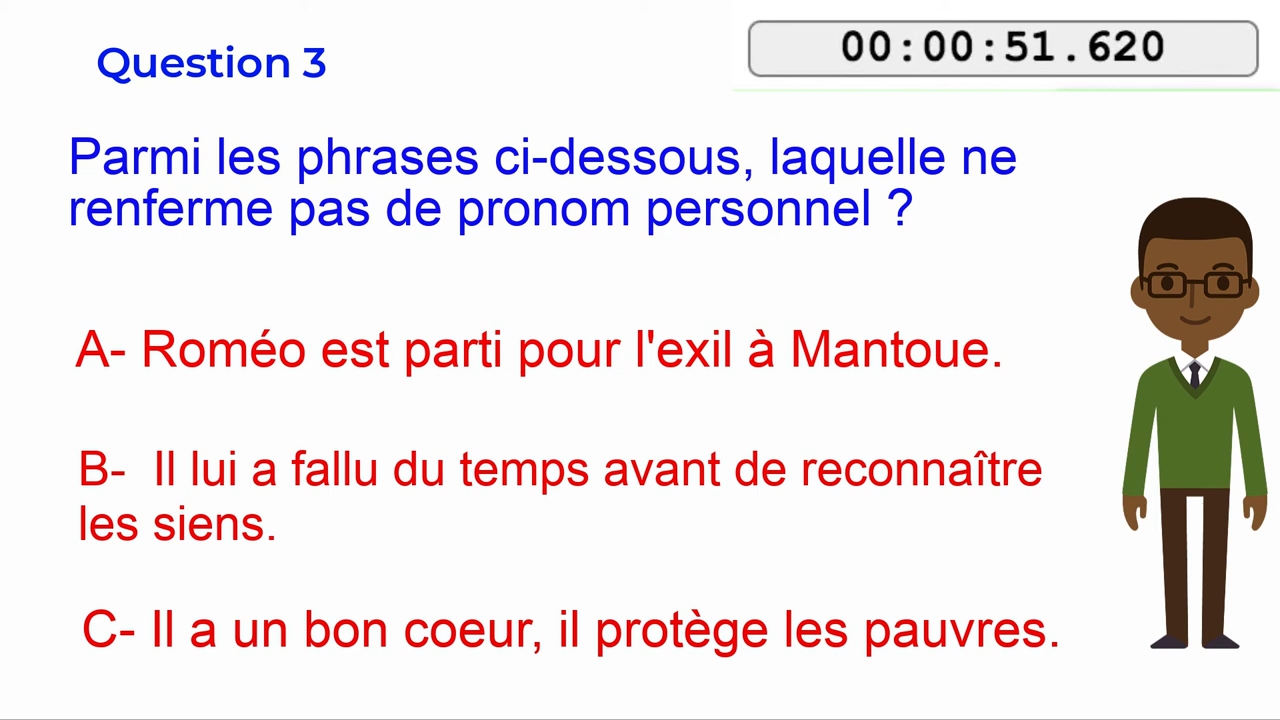 Question 3
00:00:51.620
Parmi les phrases ci-dessous, laquelle ne
renferme pas de pronom personnel ?
A- Roméo est parti pour l'exil à Mantoue.
B- Il lui a fallu du temps avant de reconnaître
les siens.
C- Il a un bon coeur, il protège les pauvres.